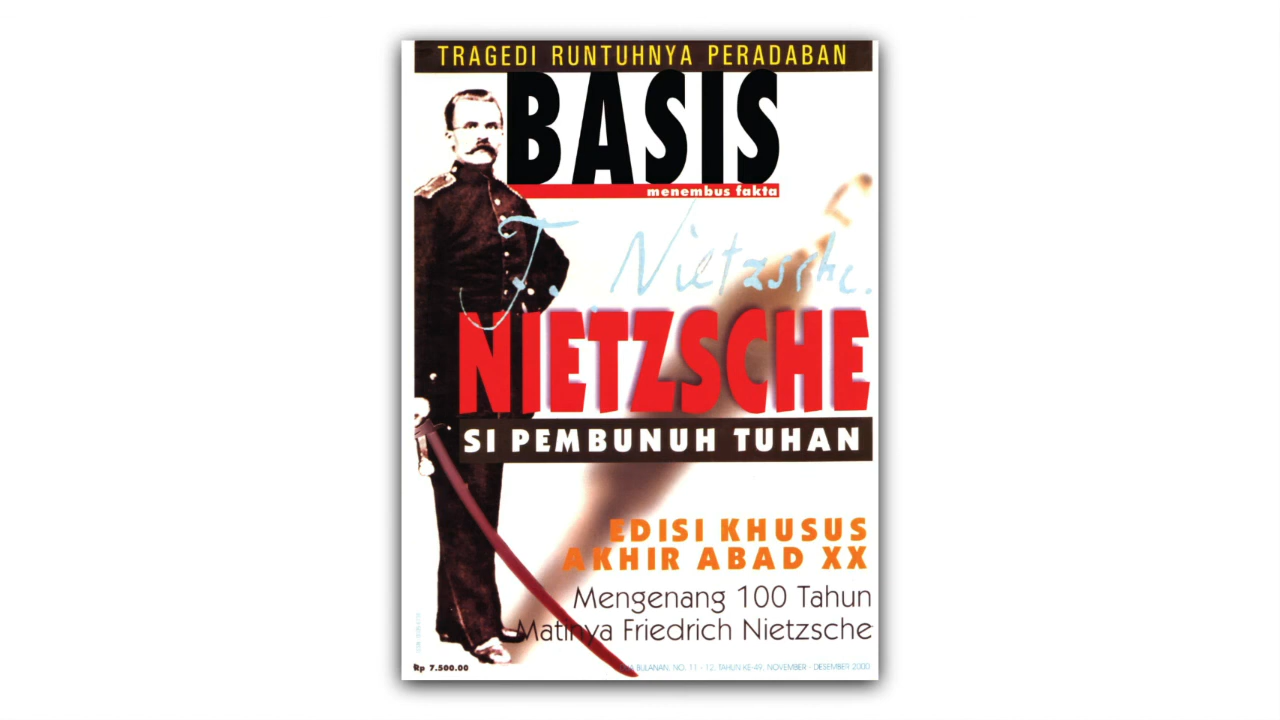 TRAGEDI RUNTUHNYA PERADABAN
BASIS
menembus fakta
F. Nietzsche.
NIETZSCHE
SI PEMBUNUH TUHAN
EDISI KHUSUS
AKHIR ABAD XX
Mengenang 100 Tahun
Matinya Friedrich Nietzsche
Rp 7.500.00
BULANAN, NO. 11 - 12, TAHUN KE-49, NOVEMBER - DESEMBER 2000